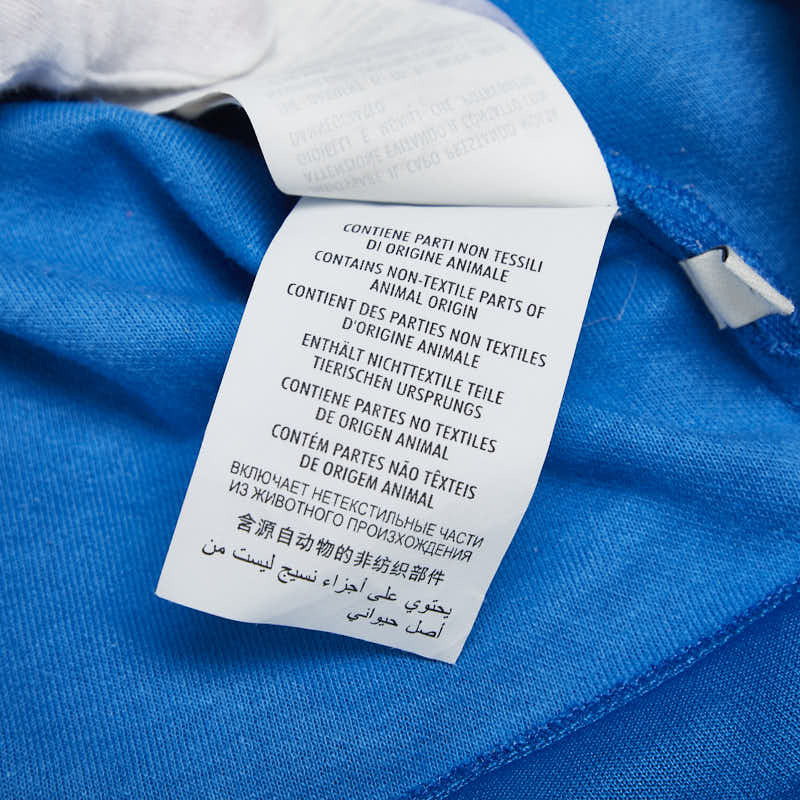 CONTIENE PARTI NON TESSILI
DI ORIGINE ANIMALE
CONTAINS NON-TEXTILE PARTS OF
ANIMAL ORIGIN
CONTIENT DES PARTIES NON TEXTILES
D'ORIGINE ANIMALE
ENTHÄLT NICHTTEXTILE TEILE
TIERISCHEN URSPRUNGS
CONTIENE PARTES NO TEXTILES
DE ORIGEN ANIMAL
CONTÉM PARTES NÃO TÊXTEIS
DE ORIGEM ANIMAL
ВКЛЮЧАЕТ НЕТЕКСТИЛЬНЫЕ ЧАСТИ
ИЗ ЖИВОТНОГО ПРОИЗХОЖДЕНИЯ
含源自动物的非纺织部件
يحتوي على أجزاء نسيج ليست من
أصل حيواني